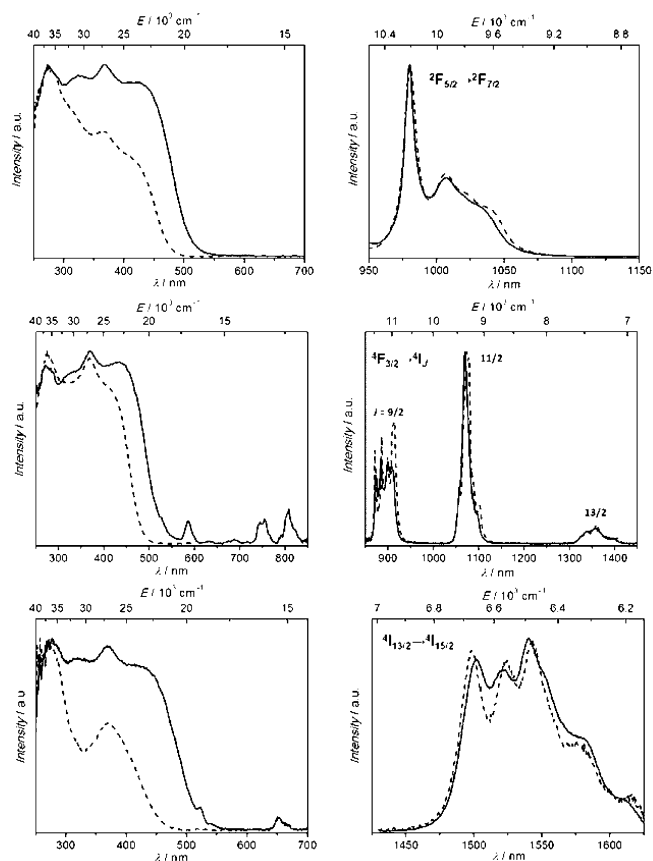 E / 10³ cm⁻¹
40 35 30 25 20 15
Intensity / a.u.
300 400 500 600 700
λ / nm
E / 10³ cm⁻¹
10.4 10 9.6 9.2 8.8
Intensity / a.u.
²F5/2 →²F7/2
950 1000 1050 1100 1150
λ / nm
E / 10³ cm⁻¹
40 35 30 25 20 15
Intensity / a.u.
300 400 500 600 700 800
λ / nm
E / 10³ cm⁻¹
11 10 9 8 7
Intensity / a.u.
⁴F3/2 →⁴IJ
11/2
J = 9/2
13/2
900 1000 1100 1200 1300 1400
λ / nm
E / 10³ cm⁻¹
40 35 30 25 20 15
Intensity / a.u
300 400 500 600 700
λ / nm
E / 10³ cm⁻¹
7 6.8 6.6 6.4 6.2
Intensity / a.u.
⁴I13/2→⁴I15/2
1450 1500 1550 1600
λ / nm